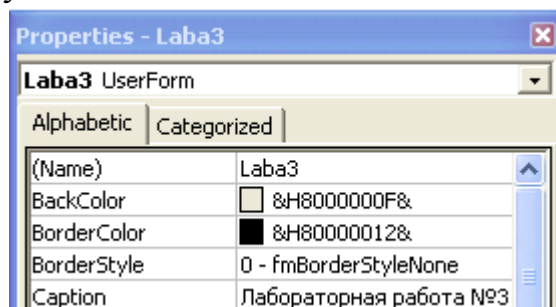 Properties - Laba3
Laba3 UserForm
Alphabetic Categorized
(Name) Laba3
BackColor &H8000000F&
BorderColor &H80000012&
BorderStyle 0 - fmBorderStyleNone
Caption Лабораторная работа №3